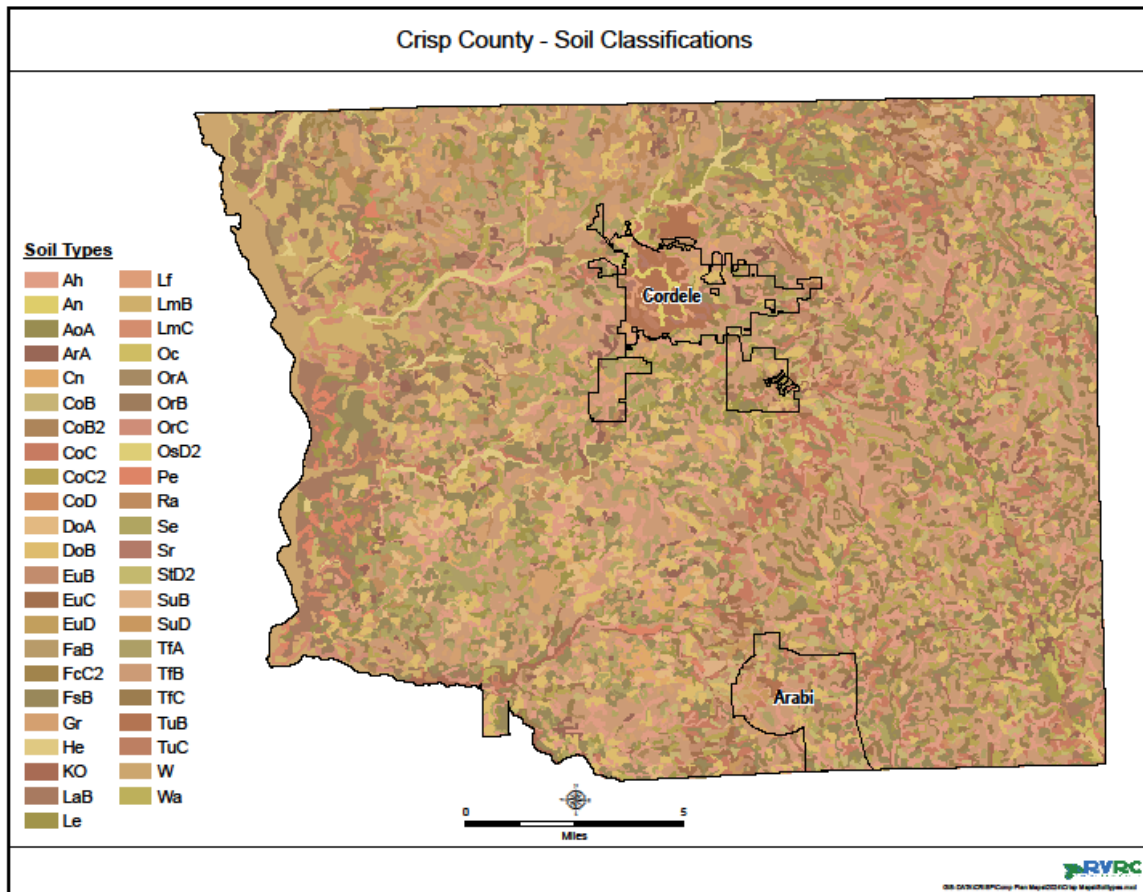 Crisp County - Soil Classifications
Soil Types
Ah
An
AoA
ArA
Cn
CoB
CoB2
CoC
CoC2
CoD
DoA
DoB
EuB
EuC
EuD
FaB
FcC2
FsB
Gr
He
KO
LaB
Le
Lf
LmB
LmC
Oc
OrA
OrB
OrC
OsD2
Pe
Ra
Se
Sr
StD2
SuB
SuD
TfA
TfB
TfC
TuB
TuC
W
Wa
Cordele
Arabi
0 5
Miles
RVRC